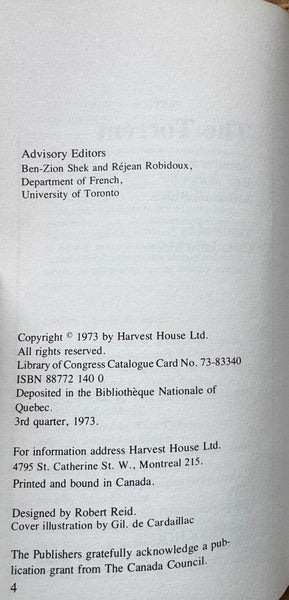 Advisory Editors
Ben-Zion Shek and Réjean Robidoux,
Department of French,
University of Toronto
Copyright © 1973 by Harvest House Ltd.
All rights reserved.
Library of Congress Catalogue Card No. 73-83340
ISBN 88772 140 0
Deposited in the Bibliothèque Nationale of
Quebec.
3rd quarter, 1973.
For information address Harvest House Ltd.
4795 St. Catherine St. W., Montreal 215.
Printed and bound in Canada.
Designed by Robert Reid.
Cover illustration by Gil. de Cardaillac
The Publishers gratefully acknowledge a pub-
lication grant from The Canada Council.
4